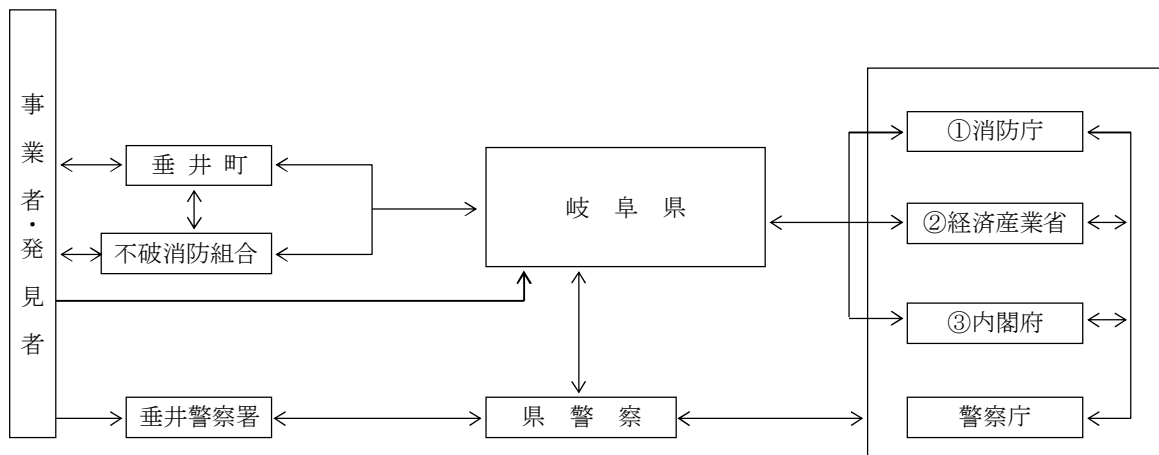 事業者・発見者
垂井町
不破消防組合
垂井警察署
岐阜県
県警察
①消防庁
②経済産業省
③内閣府
警察庁